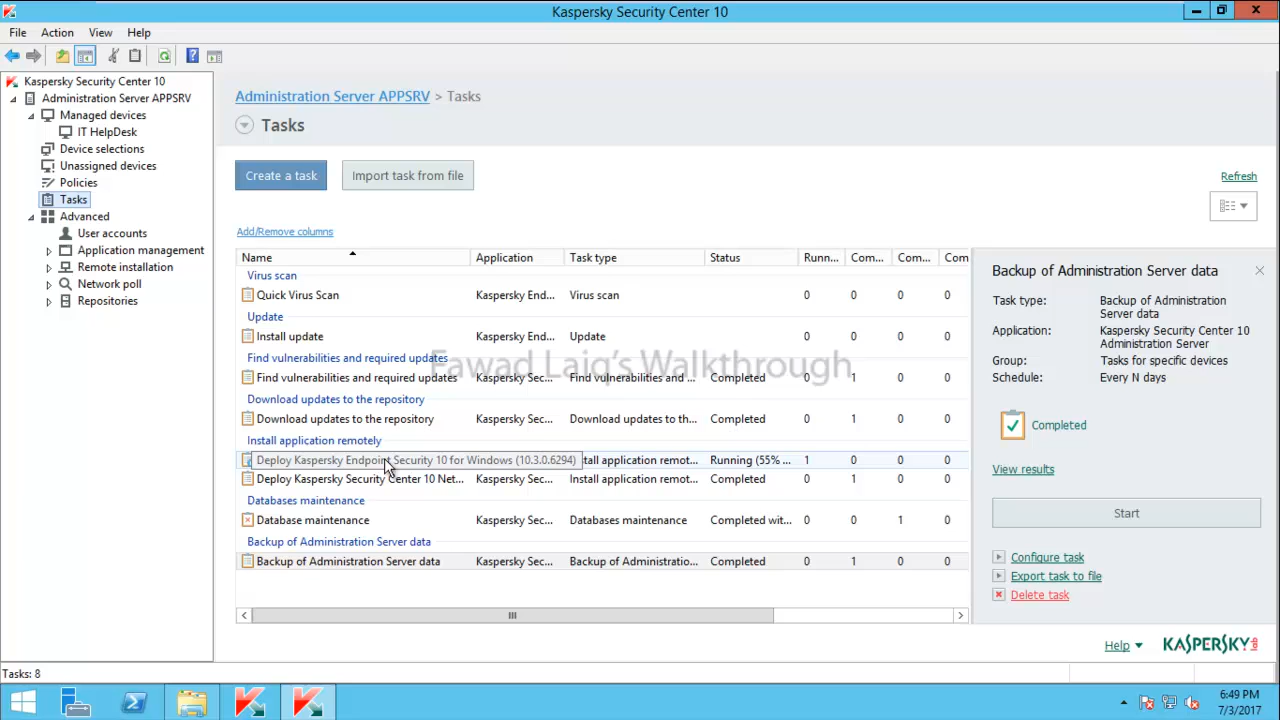 Kaspersky Security Center 10
File Action View Help
Kaspersky Security Center 10
Administration Server APPSRV
Managed devices
IT HelpDesk
Device selections
Unassigned devices
Policies
Tasks
Advanced
User accounts
Application management
Remote installation
Network poll
Repositories
Administration Server APPSRV > Tasks
Tasks
Create a task Import task from file
Refresh
Add/Remove columns
Name Application Task type Status Runn... Com... Com... Com
Virus scan
Quick Virus Scan Kaspersky End... Virus scan 0 0 0 0
Update
Install update Kaspersky End... Update 0 0 0 0
Find vulnerabilities and required updates
Fawad Laiq's Walkthrough
Find vulnerabilities and required updates Kaspersky Sec... Find vulnerabilities and ... Completed 0 1 0 0
Download updates to the repository
Download updates to the repository Kaspersky Sec... Download updates to th... Completed 0 1 0 0
Install application remotely
Deploy Kaspersky Endpoint Security 10 for Windows (10.3.0.6294) tall application remot... Running (55% ... 1 0 0 0
Deploy Kaspersky Security Center 10 Net... Kaspersky Sec... Install application remot... Completed 0 1 0 0
Databases maintenance
Database maintenance Kaspersky Sec... Databases maintenance Completed wit... 0 0 1 0
Backup of Administration Server data
Backup of Administration Server data Kaspersky Sec... Backup of Administratio... Completed 0 1 0 0
Backup of Administration Server data
Task type: Backup of Administration
Server data
Application: Kaspersky Security Center 10
Administration Server
Group: Tasks for specific devices
Schedule: Every N days
Completed
View results
Start
Configure task
Export task to file
Delete task
Help KASPERSKY lab
Tasks: 8
6:49 PM
7/3/2017